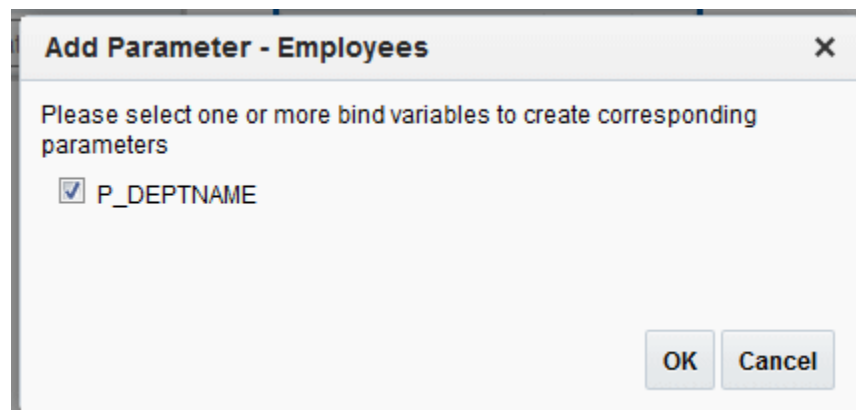 Add Parameter - Employees
Please select one or more bind variables to create corresponding
parameters
P_DEPTNAME
OK Cancel